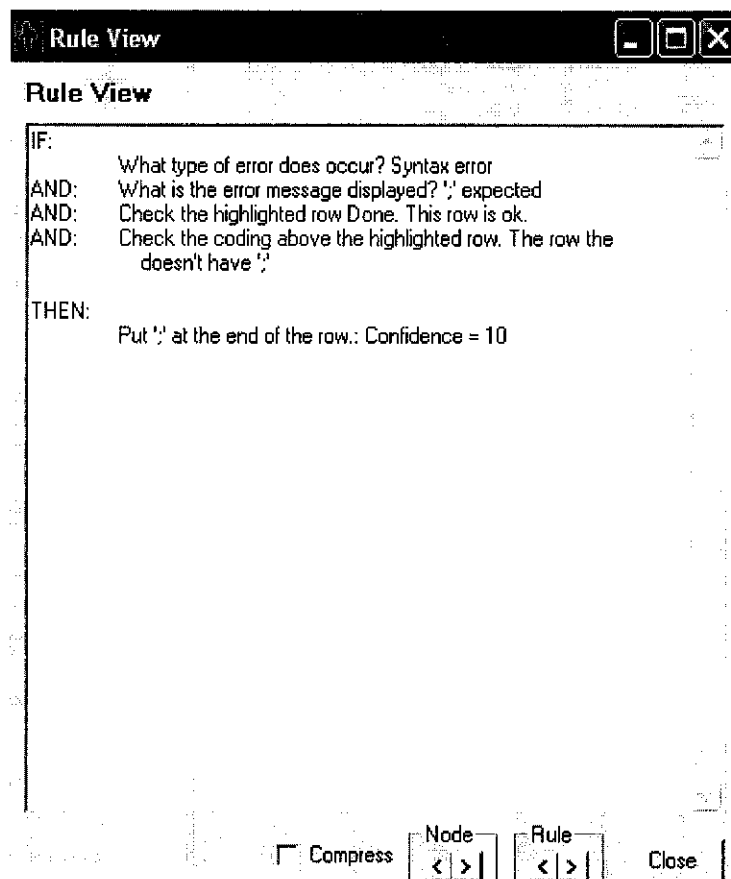 Rule View
Rule View
IF:
What type of error does occur? Syntax error
AND: What is the error message displayed? ';' expected
AND: Check the highlighted row Done. This row is ok.
AND: Check the coding above the highlighted row. The row the
doesn't have ';'
THEN:
Put ';' at the end of the row.: Confidence = 10
Compress
Node
Rule
< >
< >
Close